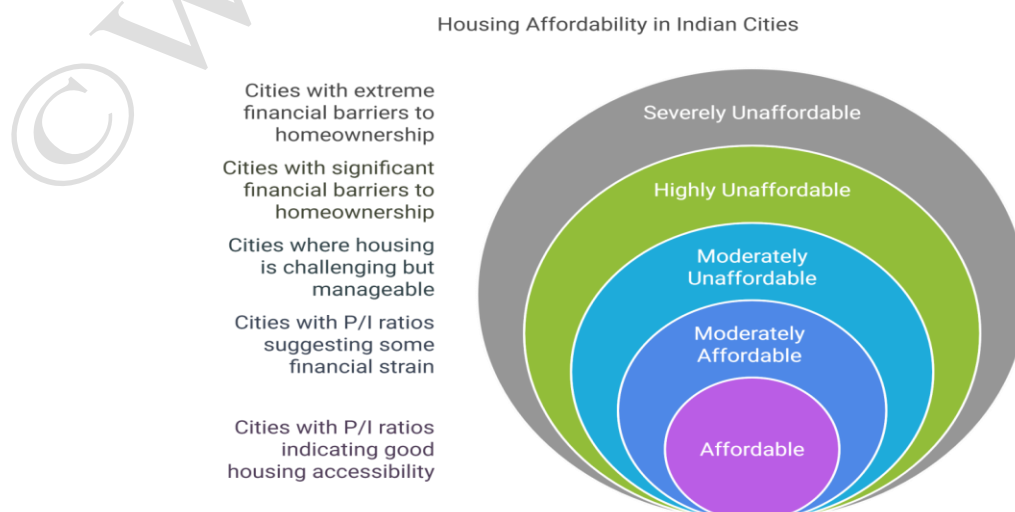 Housing Affordability in Indian Cities
Cities with extreme
financial barriers to
homeownership
Severely Unaffordable
Cities with significant
financial barriers to
homeownership
Highly Unaffordable
Cities where housing
is challenging but
manageable
Moderately
Unaffordable
Cities with P/I ratios
suggesting some
financial strain
Moderately
Affordable
Cities with P/I ratios
indicating good
housing accessibility
Affordable
©